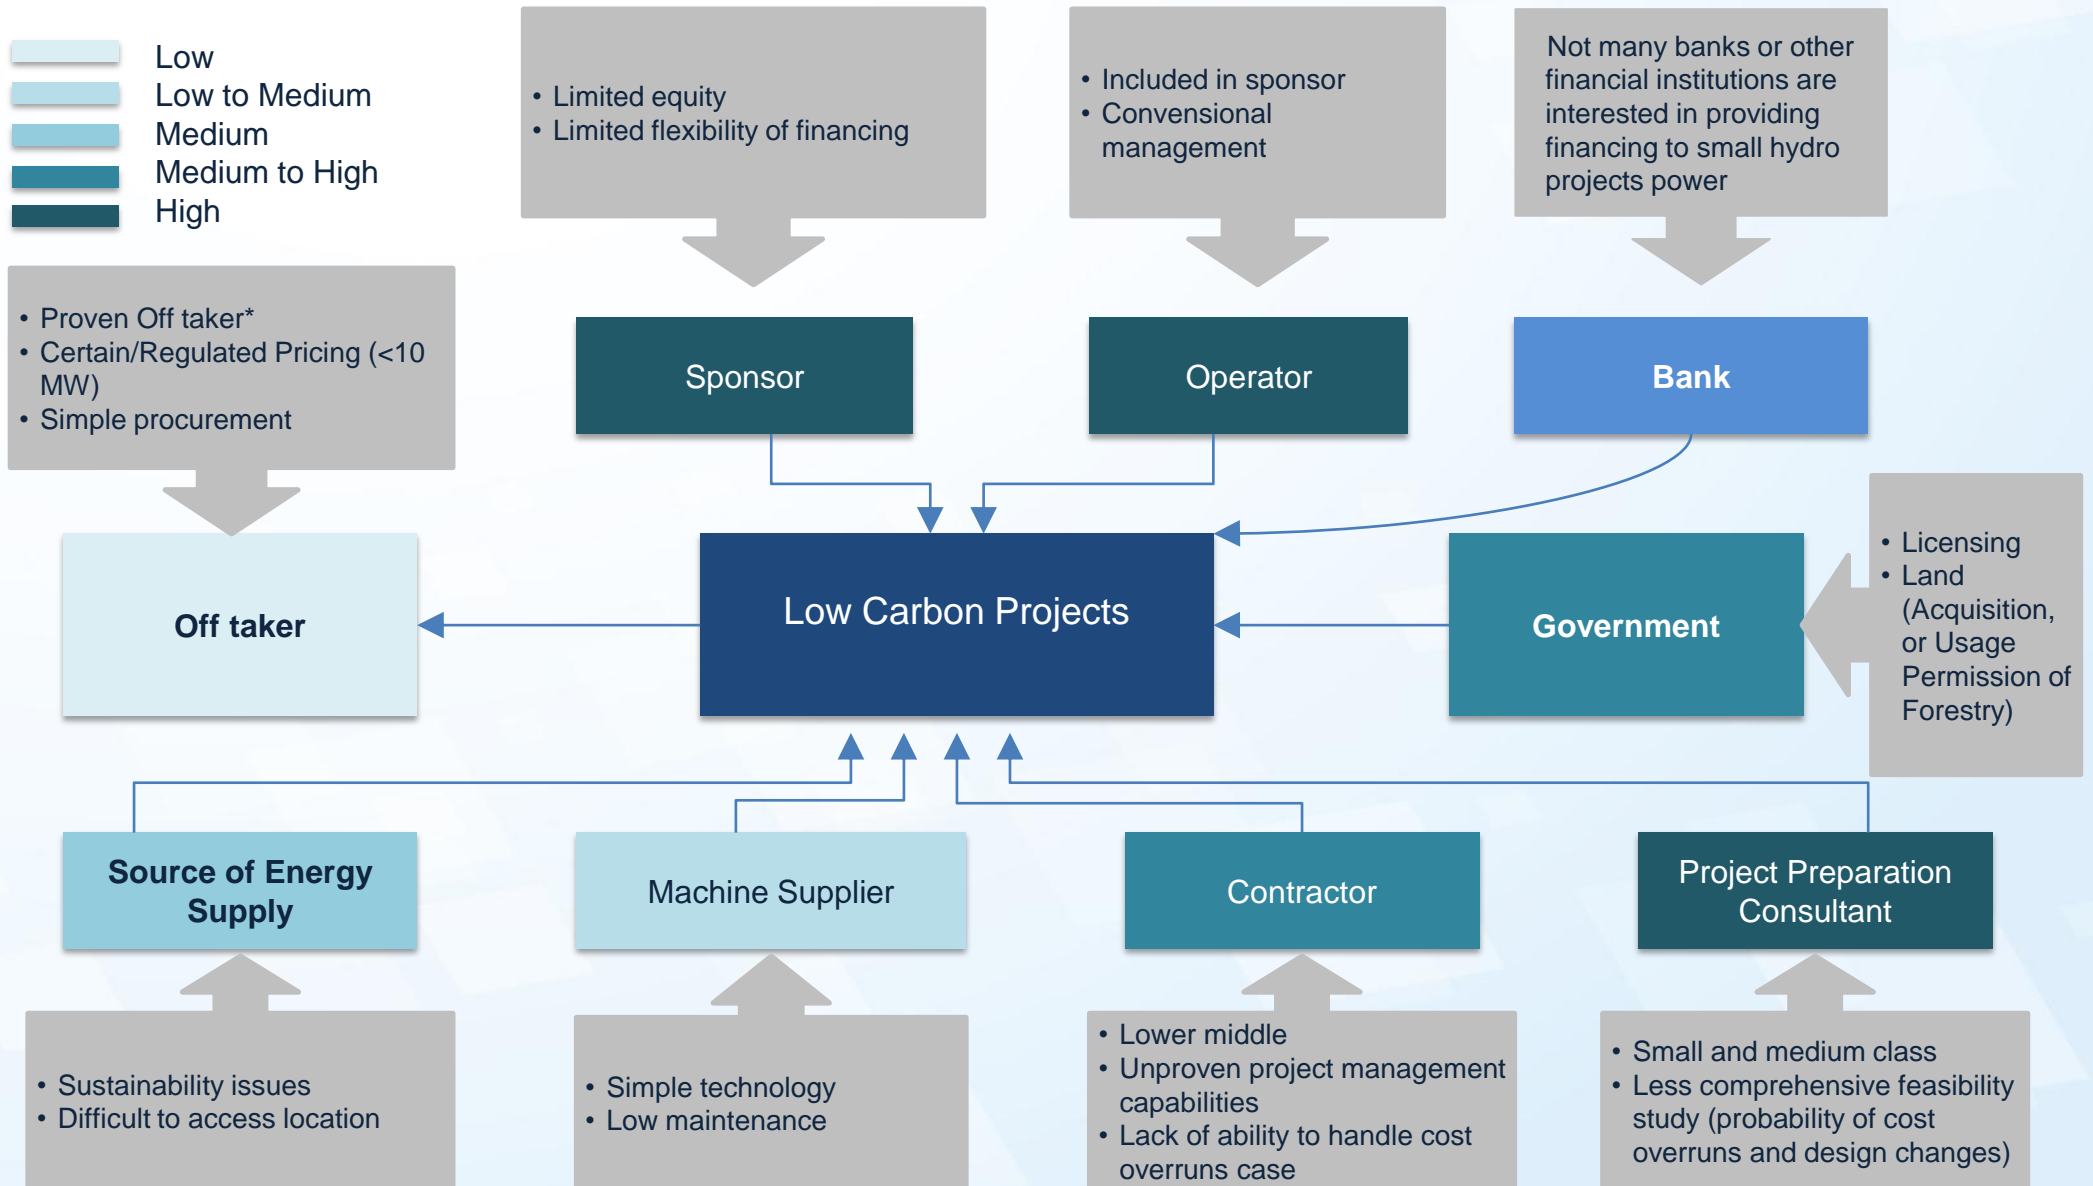 Low
Low to Medium
Medium
Medium to High
High
• Limited equity
• Limited flexibility of financing
• Included in sponsor
• Convensional
management
Not many banks or other
financial institutions are
interested in providing
financing to small hydro
projects power
• Proven Off taker*
• Certain/Regulated Pricing (<10
MW)
• Simple procurement
Sponsor
Operator
Bank
Off taker
Low Carbon Projects
Government
• Licensing
• Land
(Acquisition,
or Usage
Permission of
Forestry)
Source of Energy
Supply
Machine Supplier
Contractor
Project Preparation
Consultant
• Sustainability issues
• Difficult to access location
• Simple technology
• Low maintenance
• Lower middle
• Unproven project management
capabilities
• Lack of ability to handle cost
overruns case
• Small and medium class
• Less comprehensive feasibility
study (probability of cost
overruns and design changes)